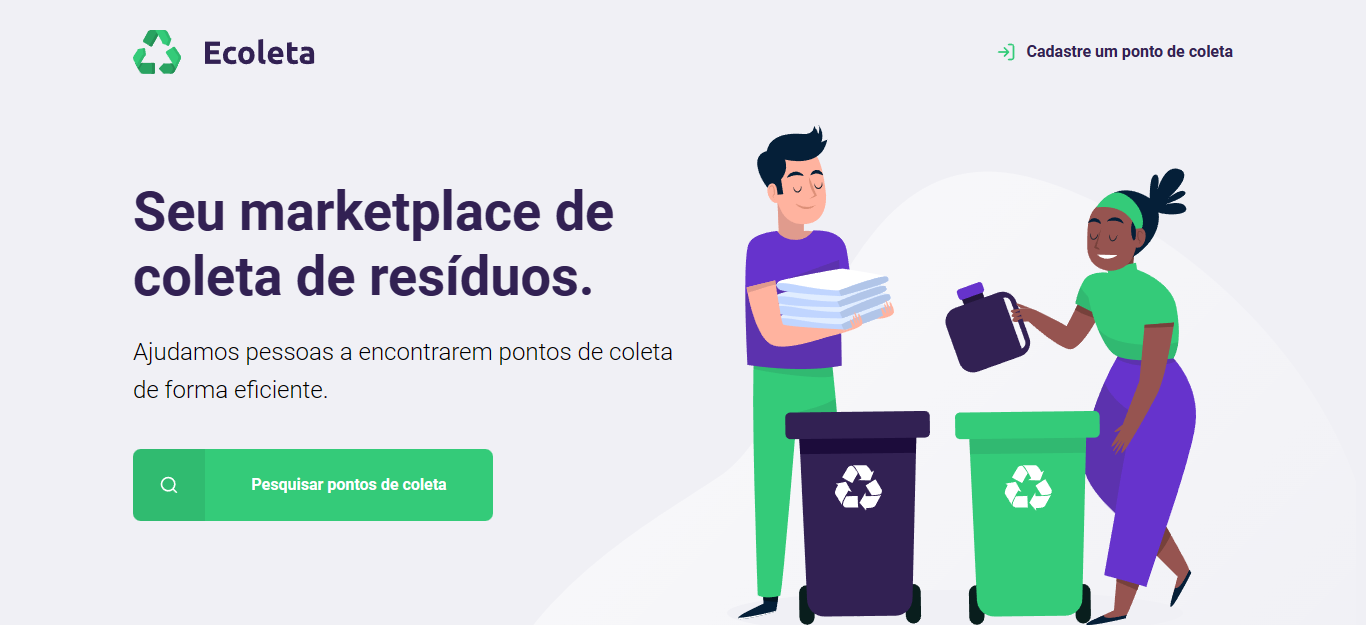 Ecoleta
Cadastre um ponto de coleta
Seu marketplace de
coleta de resíduos.
Ajudamos pessoas a encontrarem pontos de coleta
de forma eficiente.
Pesquisar pontos de coleta